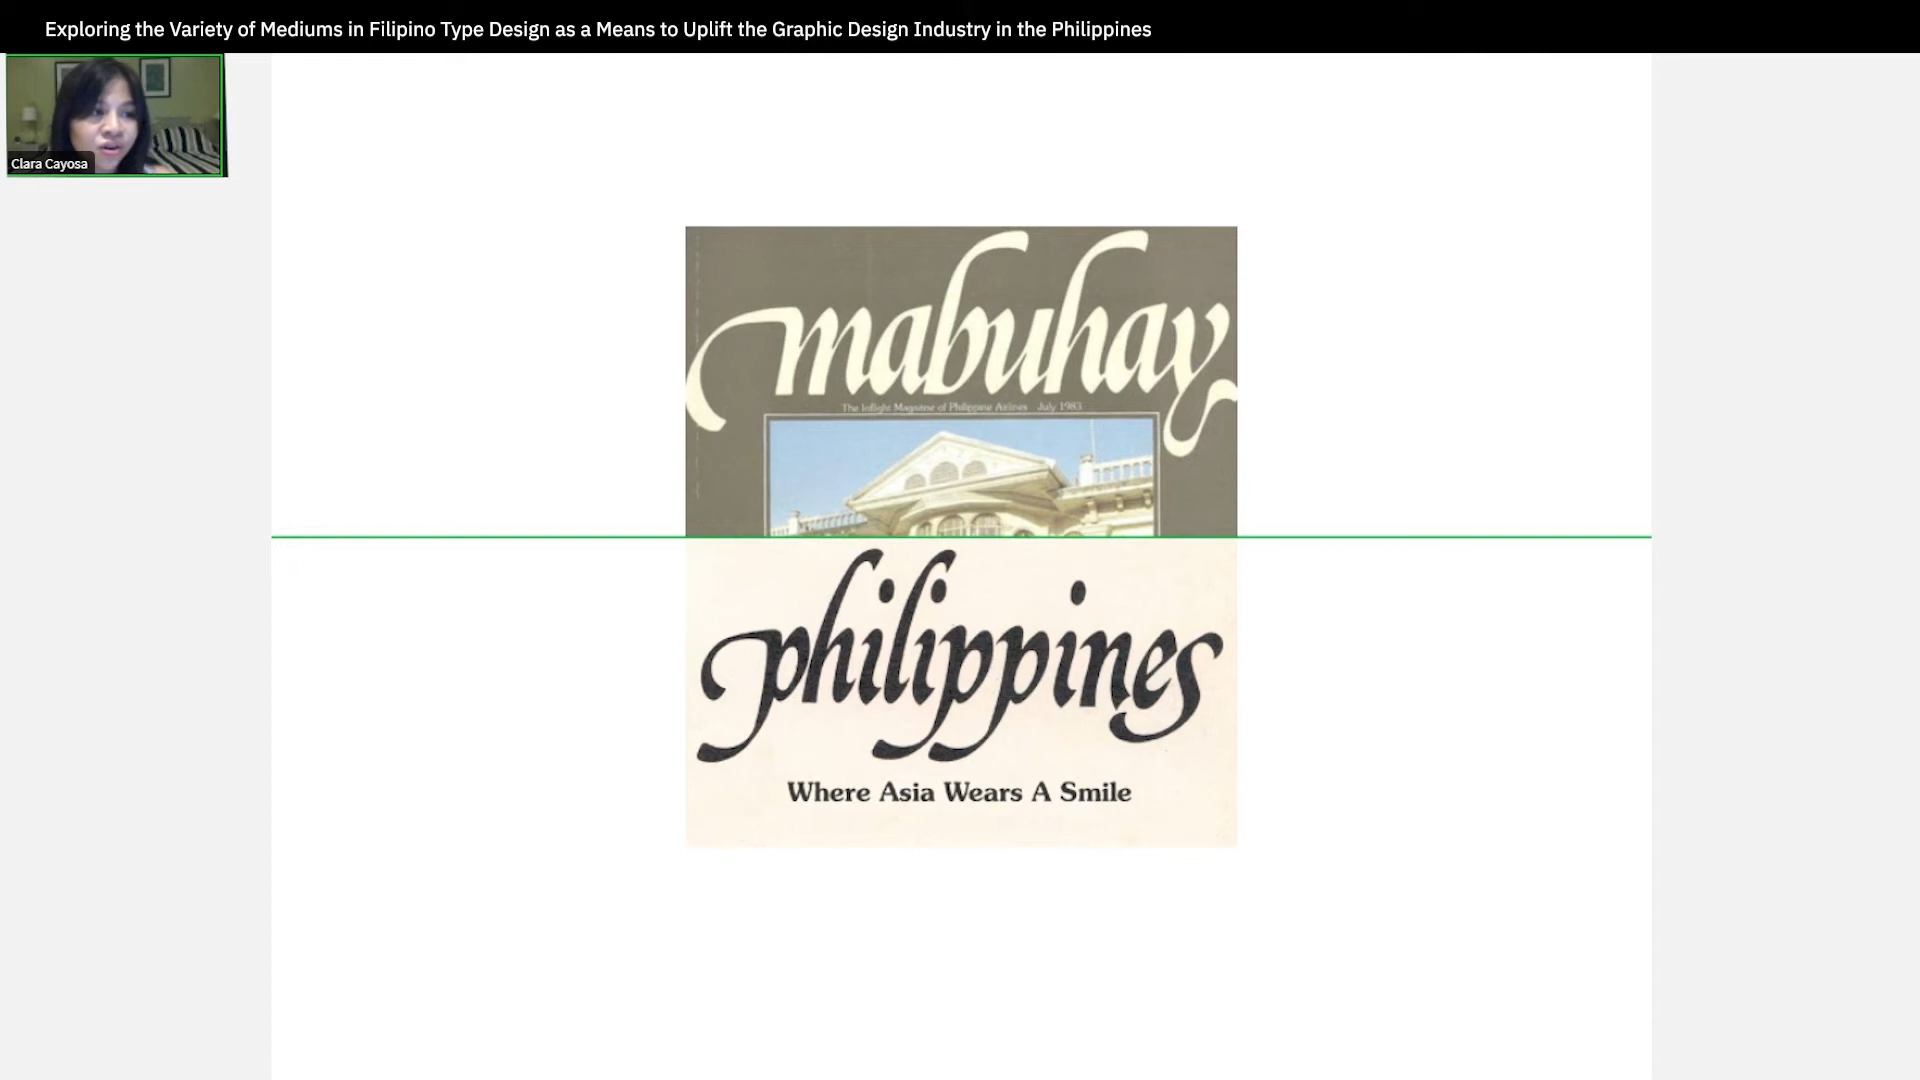 Exploring the Variety of Mediums in Filipino Type Design as a Means to Uplift the Graphic Design Industry in the Philippines
Clara Cayosa
mabuhay
The Inflight Magazine of Philippine Airlines July 1983
philippines
Where Asia Wears A Smile